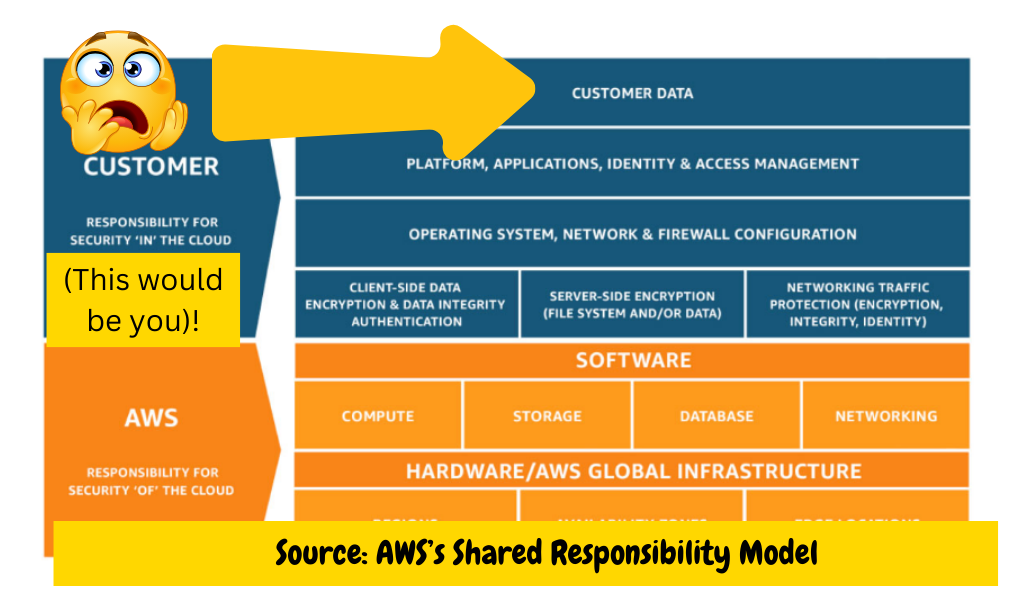 CUSTOMER
RESPONSIBILITY FOR
SECURITY ‘IN’ THE CLOUD
(This would
be you)!
CUSTOMER DATA
PLATFORM, APPLICATIONS, IDENTITY & ACCESS MANAGEMENT
OPERATING SYSTEM, NETWORK & FIREWALL CONFIGURATION
CLIENT-SIDE DATA
ENCRYPTION & DATA INTEGRITY
AUTHENTICATION
SERVER-SIDE ENCRYPTION
(FILE SYSTEM AND/OR DATA)
NETWORKING TRAFFIC
PROTECTION (ENCRYPTION,
INTEGRITY, IDENTITY)
AWS
RESPONSIBILITY FOR
SECURITY ‘OF’ THE CLOUD
SOFTWARE
COMPUTE
STORAGE
DATABASE
NETWORKING
HARDWARE/AWS GLOBAL INFRASTRUCTURE
Source: AWS’s Shared Responsibility Model